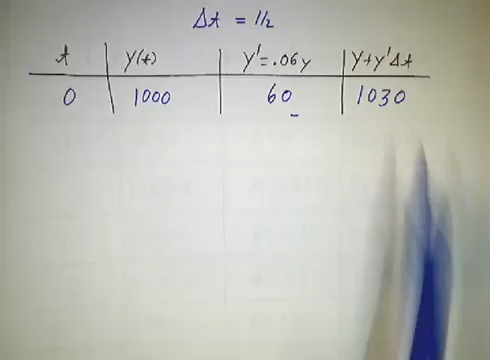 Δt = 1/2
t y(t) y' = .06y y+y'Δt
0 1000 60 1030